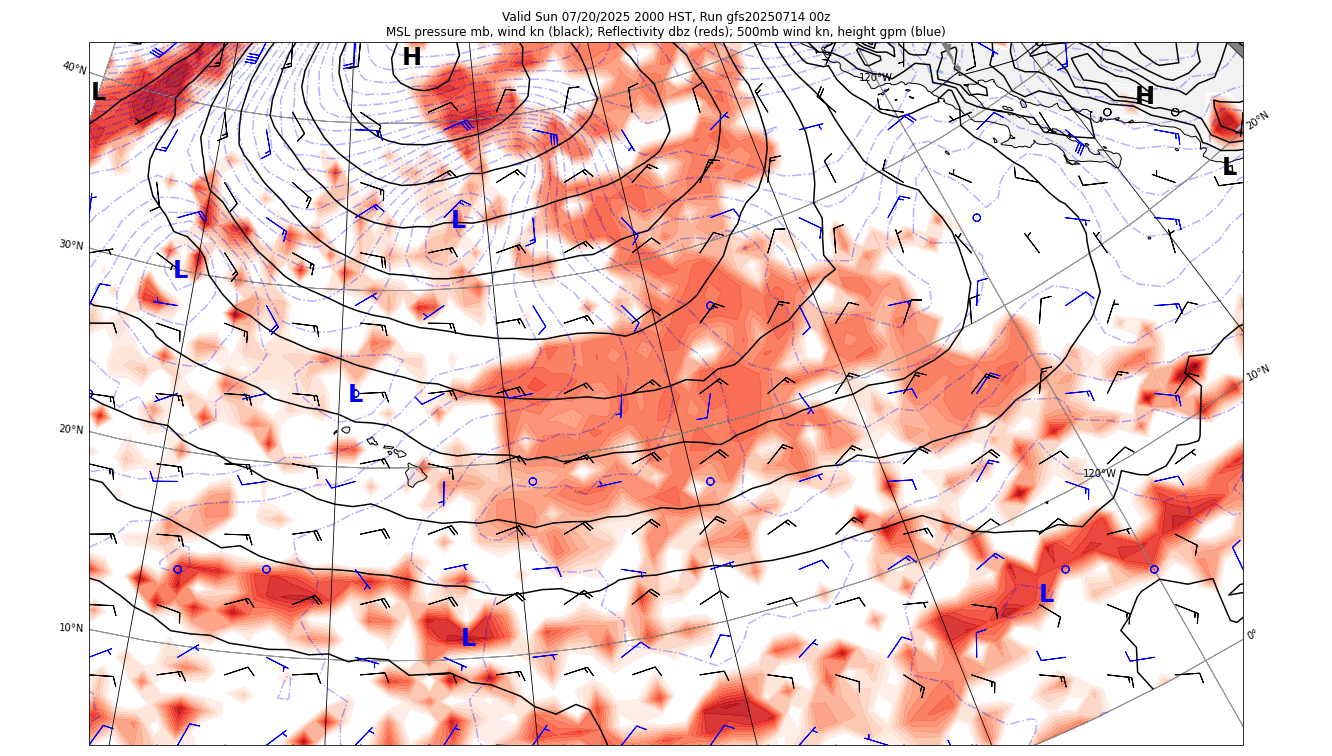 Valid Sun 07/20/2025 2000 HST, Run gfs20250714 00z
MSL pressure mb, wind kn (black); Reflectivity dbz (reds); 500mb wind kn, height gpm (blue)
H
40°N
120°W
L
H
20°N
L
L
30°N
L
10°N
L
20°N
120°W
L
10°N
L
0°